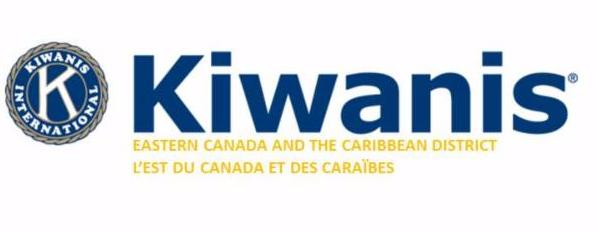 KIWANIS
INTERNATIONAL
K
Kiwanis®
EASTERN CANADA AND THE CARIBBEAN DISTRICT
L'EST DU CANADA ET DES CARAÏBES